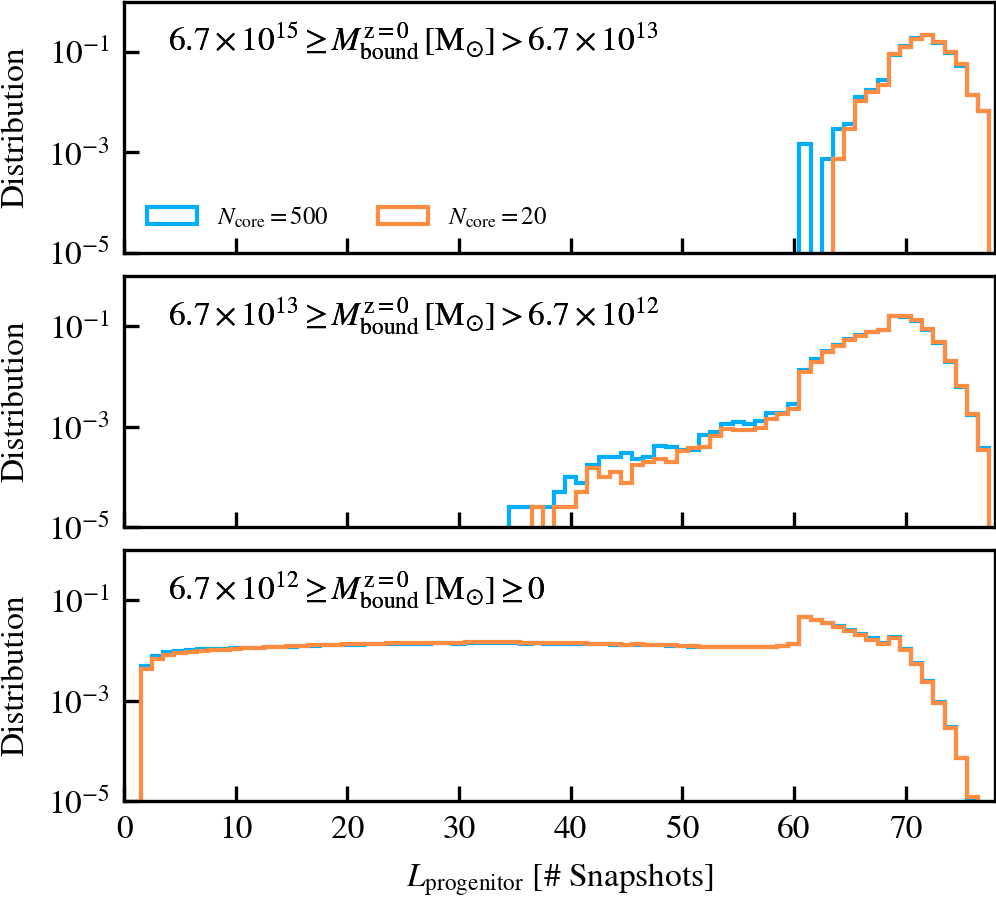 6.7 × 10^15 ≥ M_bound^{z=0} [M_⊙] > 6.7 × 10^13
Distribution
10^−1
10^−3
10^−5
N_core = 500
N_core = 20
6.7 × 10^13 ≥ M_bound^{z=0} [M_⊙] > 6.7 × 10^12
Distribution
10^−1
10^−3
10^−5
6.7 × 10^12 ≥ M_bound^{z=0} [M_⊙] ≥ 0
Distribution
10^−1
10^−3
10^−5
0 10 20 30 40 50 60 70
L_progenitor [# Snapshots]